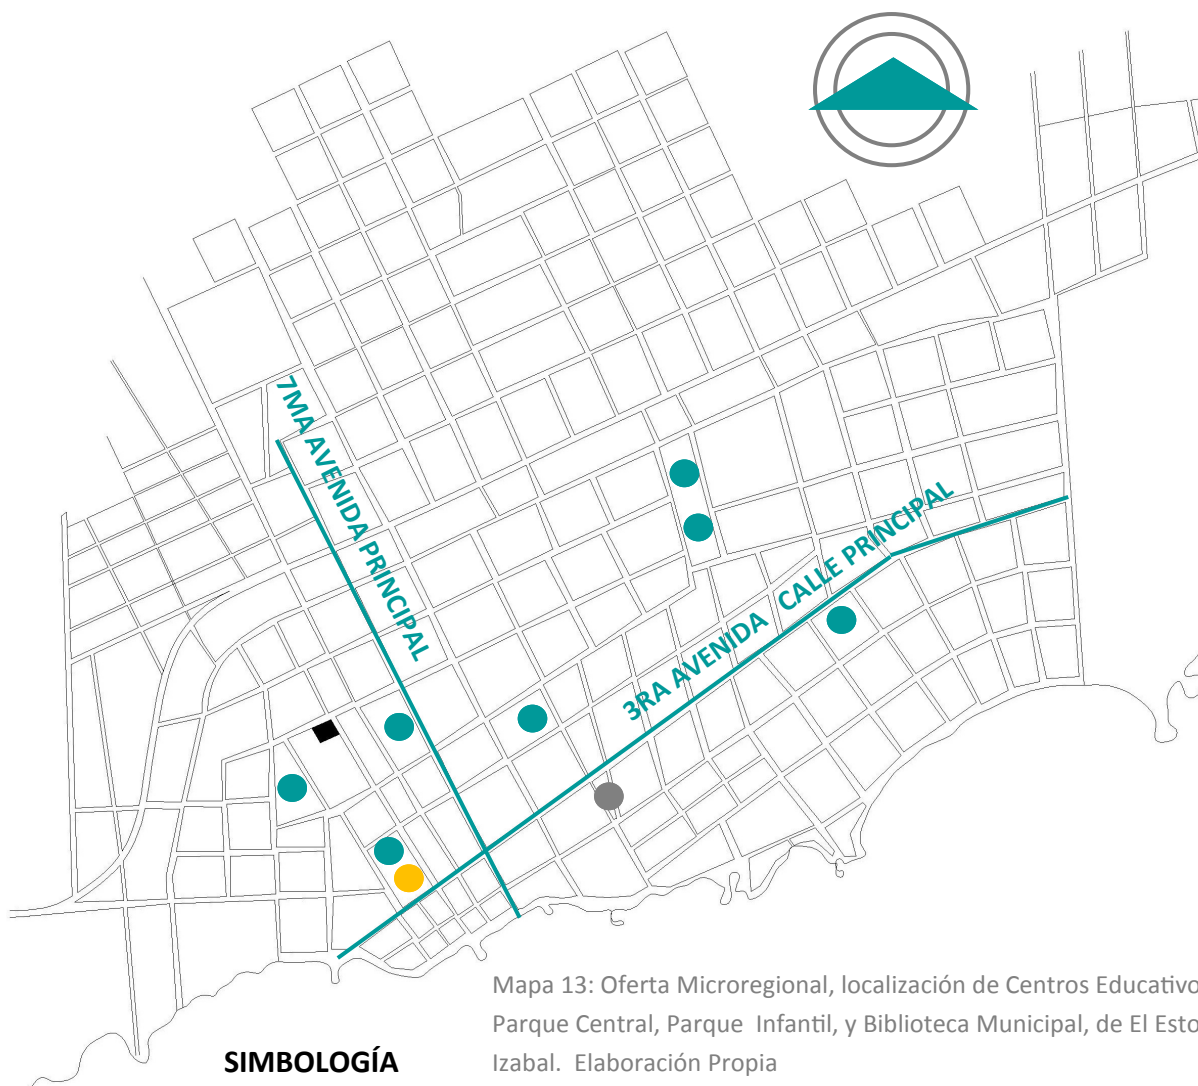 7MA AVENIDA PRINCIPAL
3RA AVENIDA CALLE PRINCIPAL
Mapa 13: Oferta Microregional, localización de Centros Educativo
Parque Central, Parque Infantil, y Biblioteca Municipal, de El Esto
Izabal. Elaboración Propia
SIMBOLOGÍA